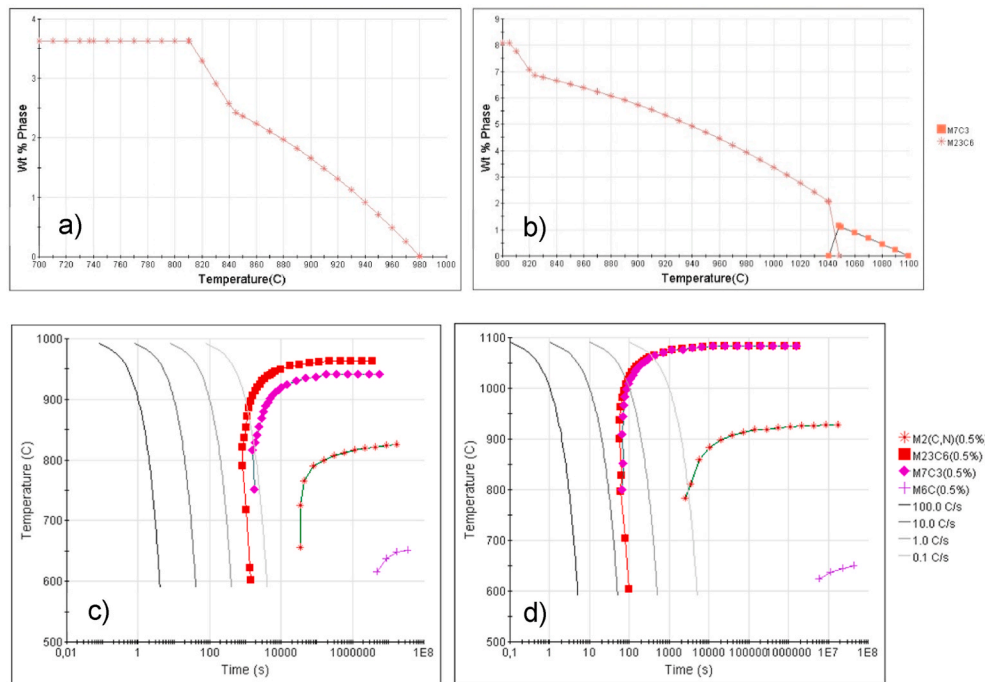 4
3
2
1
0
Wt % Phase
a)
700 710 720 740 760 780 800 820 840 860 880 900 920 940 960 980 1000
Temperature(C)
9
8
7
6
5
4
3
2
1
0
Wt % Phase
b)
800 820 840 860 880 900 920 940 960 980 1000 1020 1040 1060 1080 1100
Temperature(C)
M7C3
M23C6
1000
900
800
700
600
500
Temperature (C)
c)
0,01 1 100 10000 1000000 1E8
Time (s)
1100
1000
900
800
700
600
500
Temperature (C)
d)
0,1 1 10 100 1000 10000 100000 1000000 1E7 1E8
Time (s)
M2(C,N)(0.5%)
M23C6(0.5%)
M7C3(0.5%)
M6C(0.5%)
100.0 C/s
10.0 C/s
1.0 C/s
0.1 C/s